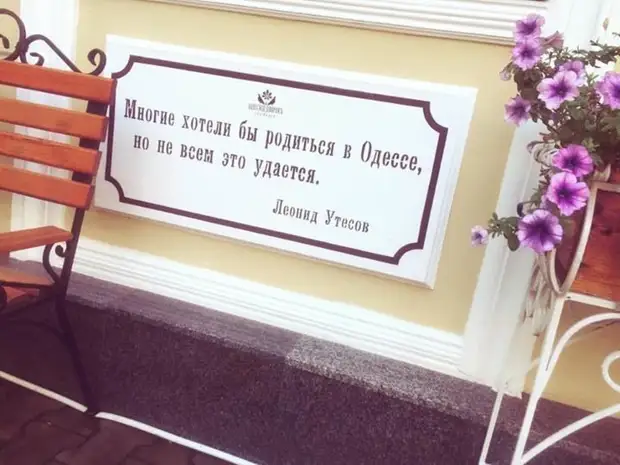 Многие хотели бы родиться в Одессе,
но не всем это удается.
Леонид Утесов